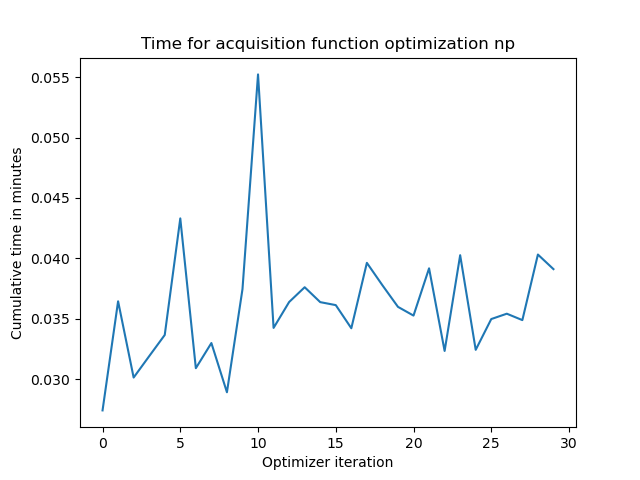 Time for acquisition function optimization np
0.055
0.050
0.045
0.040
0.035
0.030
Cumulative time in minutes
0 5 10 15 20 25 30
Optimizer iteration